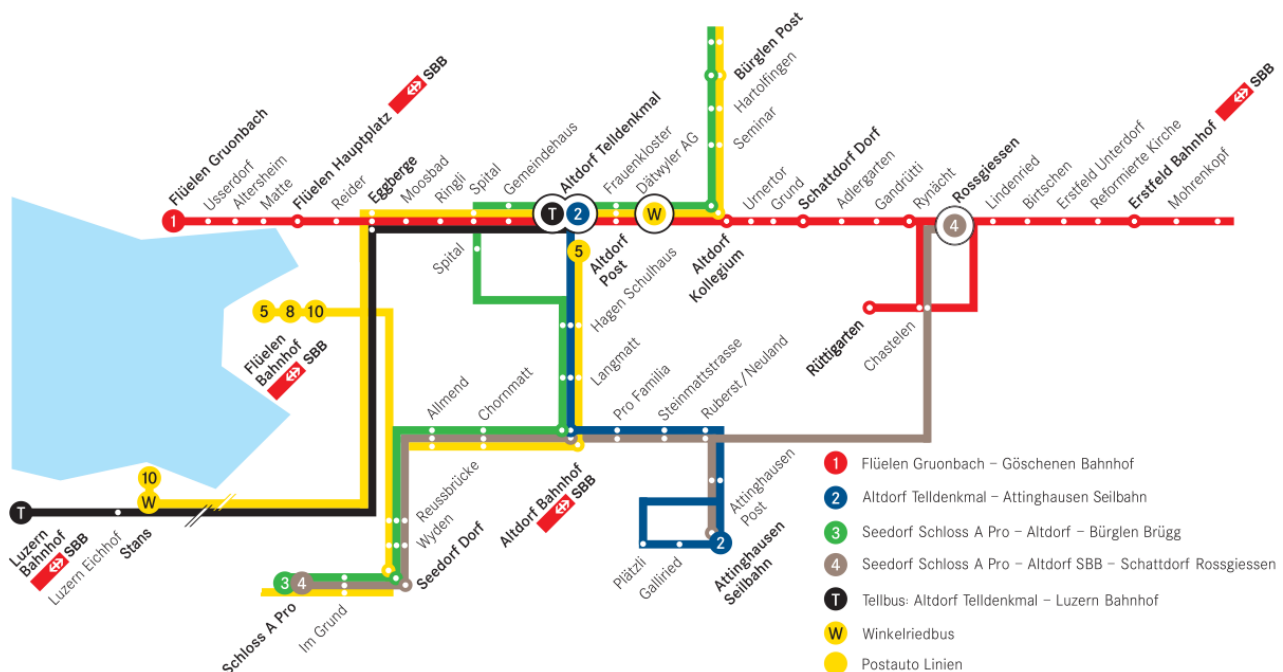 Flüelen Gruonbach
Usserdorf
Altersheim
Matte
Flüelen Hauptplatz SBB
Reider
Eggberge
Moosbad
Ringli
Spital
Gemeindehaus
Altdorf Telldenkmal
Frauenkloster
Dätwyler AG
Bürglen Post
Hartolfingen
Seminar
Urnertor
Grund
Schattdorf Dorf
Adlergarten
Gandrütti
Rynächt
Rossgiessen
Lindenried
Birtschen
Erstfeld Unterdorf
Reformierte Kirche
Erstfeld Bahnhof SBB
Mohrenkopf
1
T
2
W
4
5
Spital
Altdorf
Post
Hagen Schulhaus
Altdorf
Kollegium
Langmatt
5
8
10
Flüelen
Bahnhof
SBB
Rüttigarten
Chastelen
Allmend
Chornmatt
Pro Familia
Steinmattstrasse
Ruberst/Neuland
10
W
T
Luzern
Bahnhof
SBB
Luzern Eichhof
Stans
Reussbrücke
Wyden
Seedorf Dorf
Altdorf Bahnhof
SBB
Attinghausen
Post
Plätzli
Galliried
2
Attinghausen
Seilbahn
3
4
Schloss A Pro
Im Grund
1 Flüelen Gruonbach – Göschenen Bahnhof
2 Altdorf Telldenkmal – Attinghausen Seilbahn
3 Seedorf Schloss A Pro – Altdorf – Bürglen Brügg
4 Seedorf Schloss A Pro – Altdorf SBB – Schattdorf Rossgiessen
T Tellbus: Altdorf Telldenkmal – Luzern Bahnhof
W Winkelriedbus
Postauto Linien